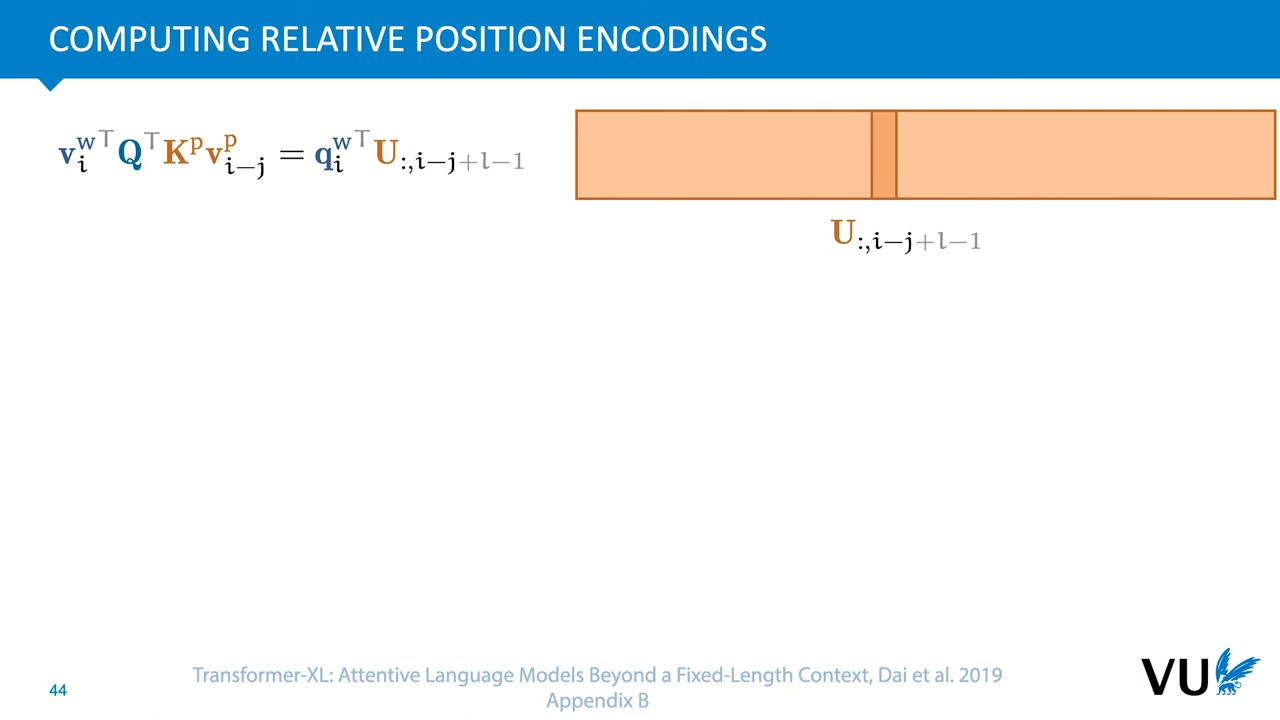 COMPUTING RELATIVE POSITION ENCODINGS
v_i^{w⊤} Q^⊤ K^p v_{i−j}^p = q_i^{w⊤} U_{:,i−j+l−1}
U_{:,i−j+l−1}
Transformer-XL: Attentive Language Models Beyond a Fixed-Length Context, Dai et al. 2019
Appendix B
44
VU